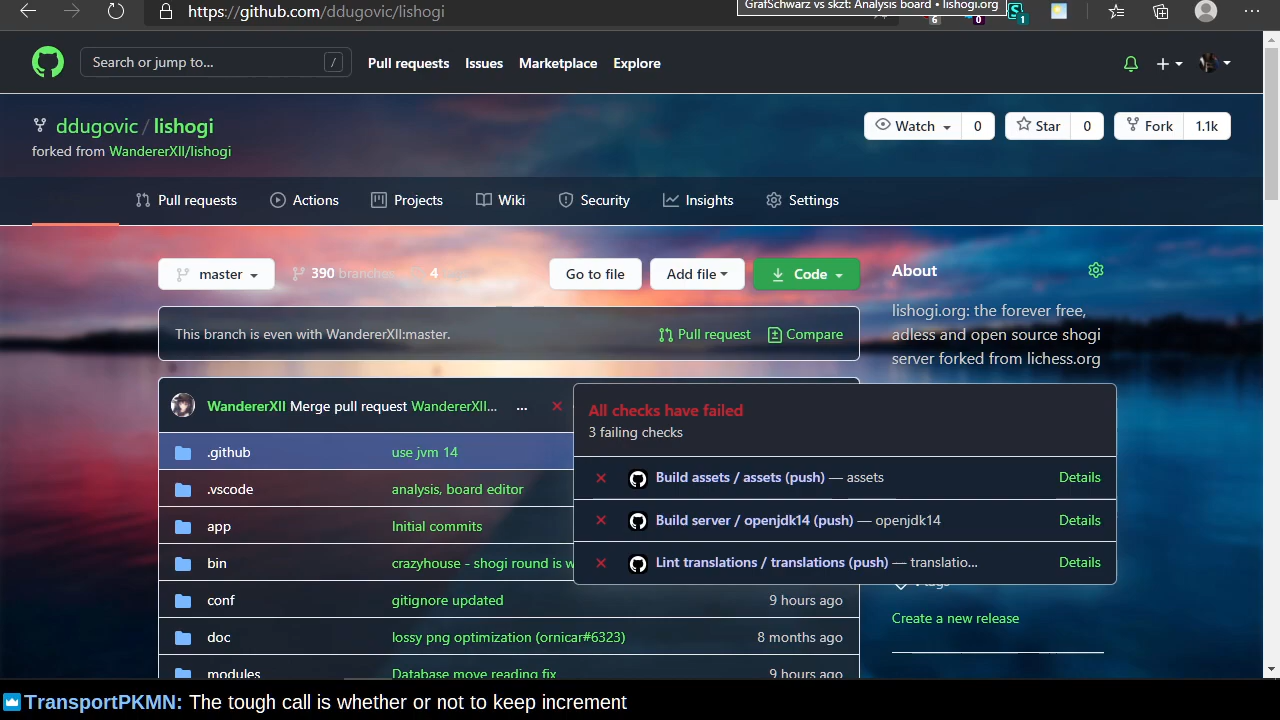 GrafSchwarz vs skzt: Analysis board • lishogi.org
https://github.com/ddugovic/lishogi
6
0
1
Search or jump to...
/
Pull requests
Issues
Marketplace
Explore
ddugovic / lishogi
forked from WandererXII/lishogi
Watch
0
Star
0
Fork
1.1k
Pull requests
Actions
Projects
Wiki
Security
Insights
Settings
master
390 branches
4
Go to file
Add file
Code
About
lishogi.org: the forever free,
adless and open source shogi
server forked from lichess.org
This branch is even with WandererXII:master.
Pull request
Compare
WandererXII Merge pull request WandererXII...
...
All checks have failed
3 failing checks
Build assets / assets (push) — assets
Details
Build server / openjdk14 (push) — openjdk14
Details
Lint translations / translations (push) — translatio...
Details
.github
use jvm 14
.vscode
analysis, board editor
app
Initial commits
bin
crazyhouse - shogi round is w
conf
gitignore updated
9 hours ago
doc
lossy png optimization (ornicar#6323)
8 months ago
modules
Database move reading fix
9 hours ago
Create a new release
TransportPKMN: The tough call is whether or not to keep increment